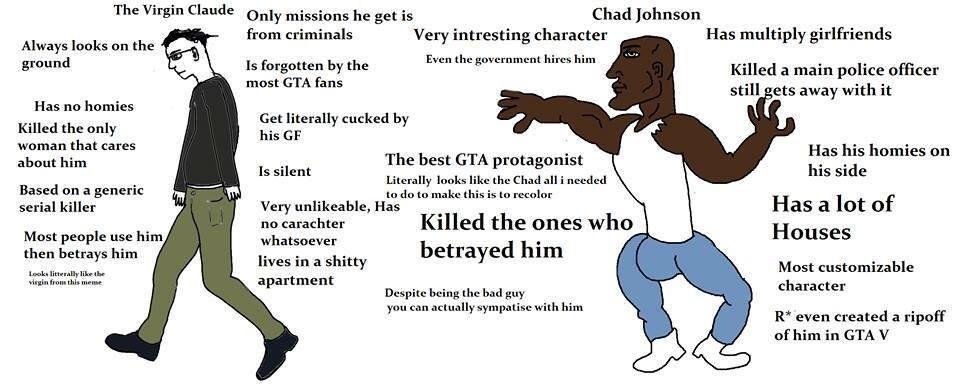 The Virgin Claude
Always looks on the
ground
Has no homies
Killed the only
woman that cares
about him
Based on a generic
serial killer
Most people use him
then betrays him
Looks litterally like the
virgin from this meme
Only missions he get is
from criminals
Is forgotten by the
most GTA fans
Get literally cucked by
his GF
Is silent
Very unlikeable, Has
no carachter
whatsoever
lives in a shitty
apartment
Chad Johnson
Very intresting character
Even the government hires him
The best GTA protagonist
Literally looks like the Chad all i needed
to do to make this is to recolor
Killed the ones who
betrayed him
Despite being the bad guy
you can actually sympatise with him
Has multiply girlfriends
Killed a main police officer
still gets away with it
Has his homies on
his side
Has a lot of
Houses
Most customizable
character
R* even created a ripoff
of him in GTA V